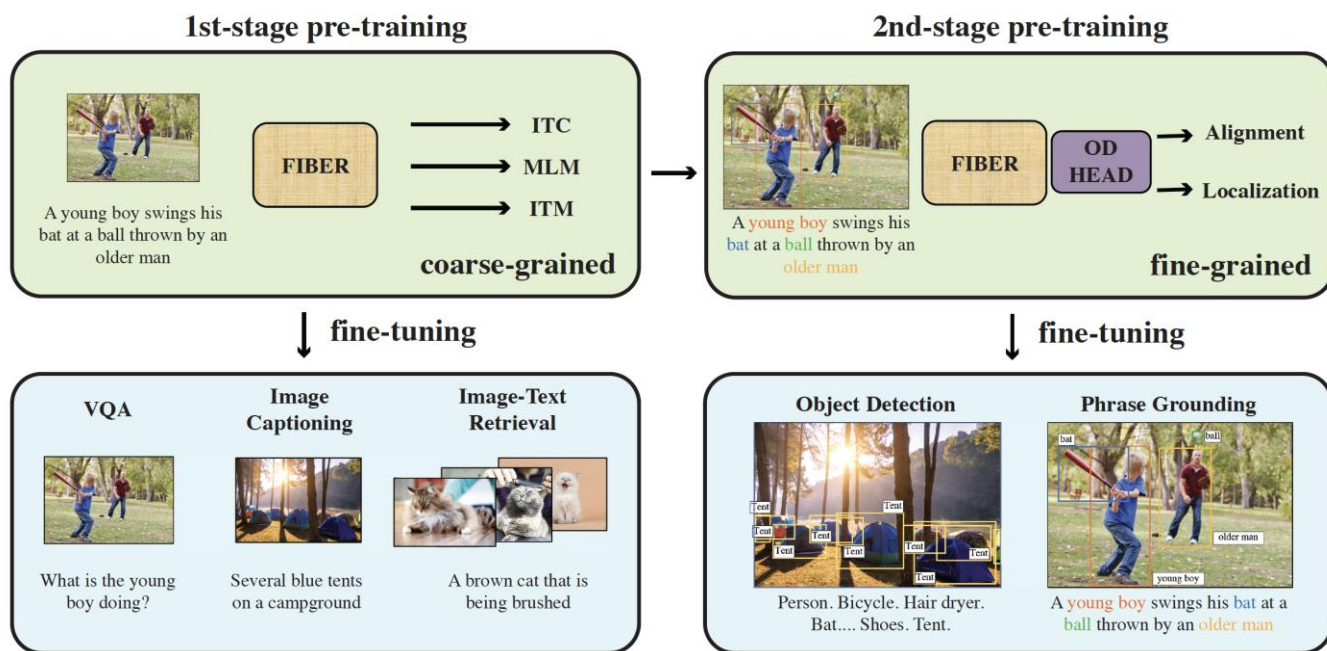 1st-stage pre-training
FIBER
ITC
MLM
ITM
A young boy swings his
bat at a ball thrown by an
older man
coarse-grained
2nd-stage pre-training
FIBER
OD
HEAD
Alignment
Localization
A young boy swings his
bat at a ball thrown by an
older man
fine-grained
fine-tuning
VQA
What is the young
boy doing?
Image
Captioning
Several blue tents
on a campground
Image-Text
Retrieval
A brown cat that is
being brushed
fine-tuning
Object Detection
Tent
Tent
Tent
Tent
Tent
Tent
Tent
Tent
Tent
Tent
Person. Bicycle. Hair dryer.
Bat.... Shoes. Tent.
Phrase Grounding
bat
ball
older man
young boy
A young boy swings his bat at a
ball thrown by an older man